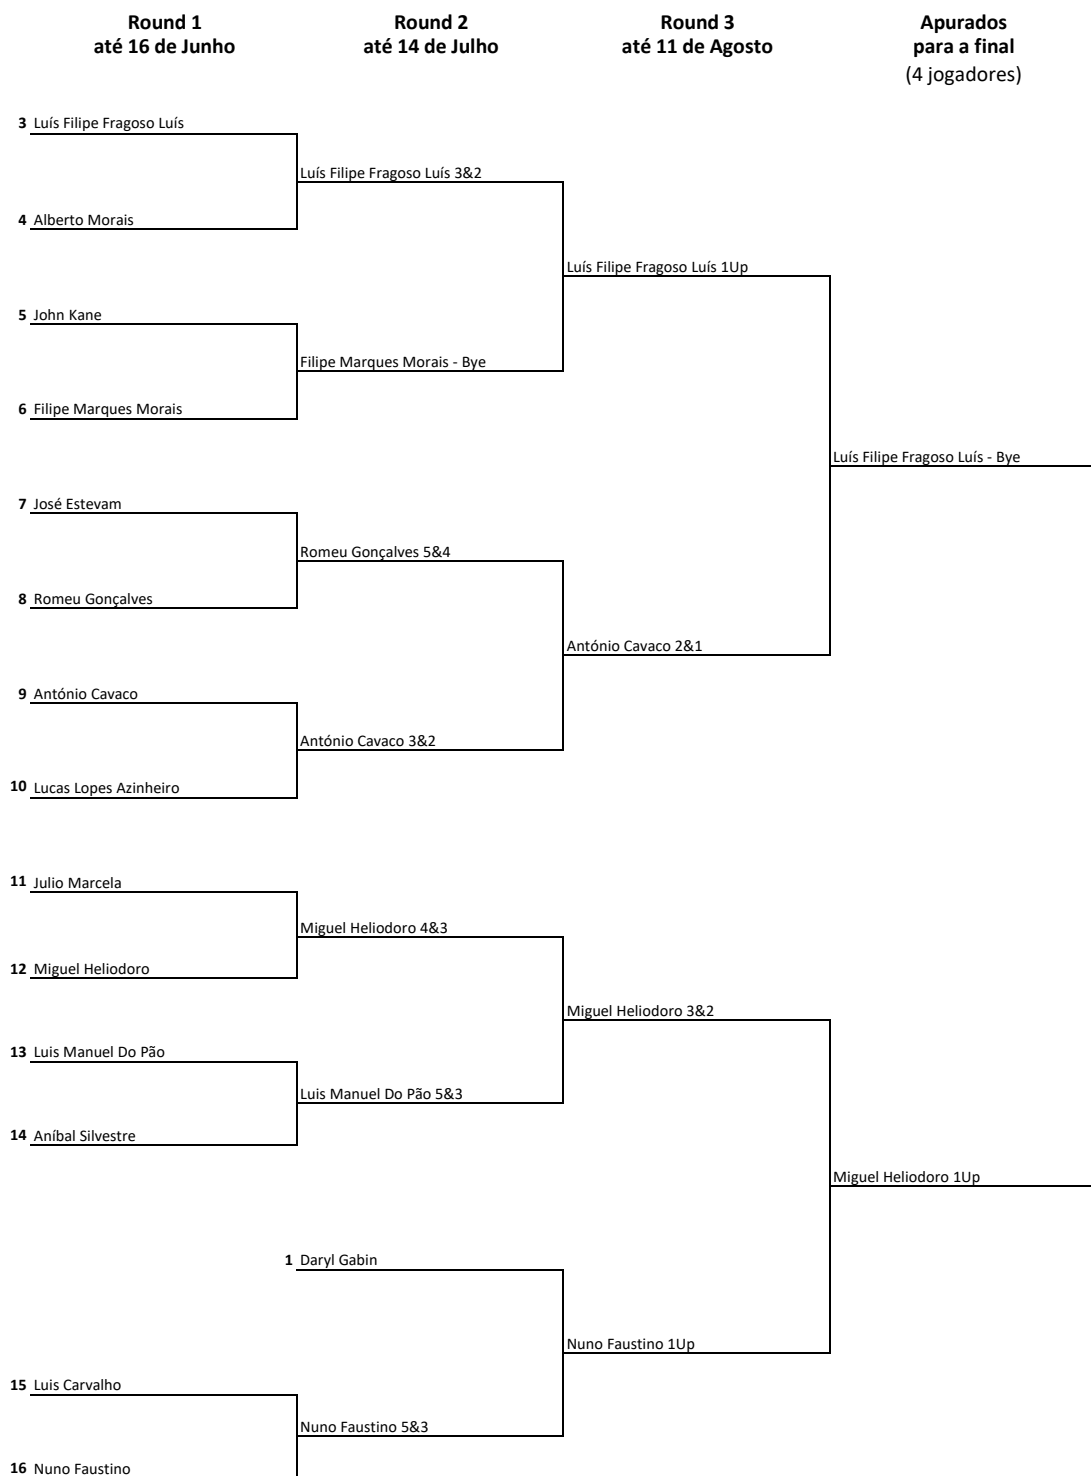 Round 1
até 16 de Junho
Round 2
até 14 de Julho
Round 3
até 11 de Agosto
Apurados
para a final
(4 jogadores)
3 Luís Filipe Fragoso Luís
Luís Filipe Fragoso Luís 3&2
4 Alberto Morais
Luís Filipe Fragoso Luís 1Up
5 John Kane
Filipe Marques Morais - Bye
6 Filipe Marques Morais
Luís Filipe Fragoso Luís - Bye
7 José Estevam
Romeu Gonçalves 5&4
8 Romeu Gonçalves
António Cavaco 2&1
9 António Cavaco
António Cavaco 3&2
10 Lucas Lopes Azinheiro
11 Julio Marcela
Miguel Heliodoro 4&3
12 Miguel Heliodoro
Miguel Heliodoro 3&2
13 Luis Manuel Do Pão
Luis Manuel Do Pão 5&3
14 Aníbal Silvestre
Miguel Heliodoro 1Up
1 Daryl Gabin
Nuno Faustino 1Up
15 Luis Carvalho
Nuno Faustino 5&3
16 Nuno Faustino